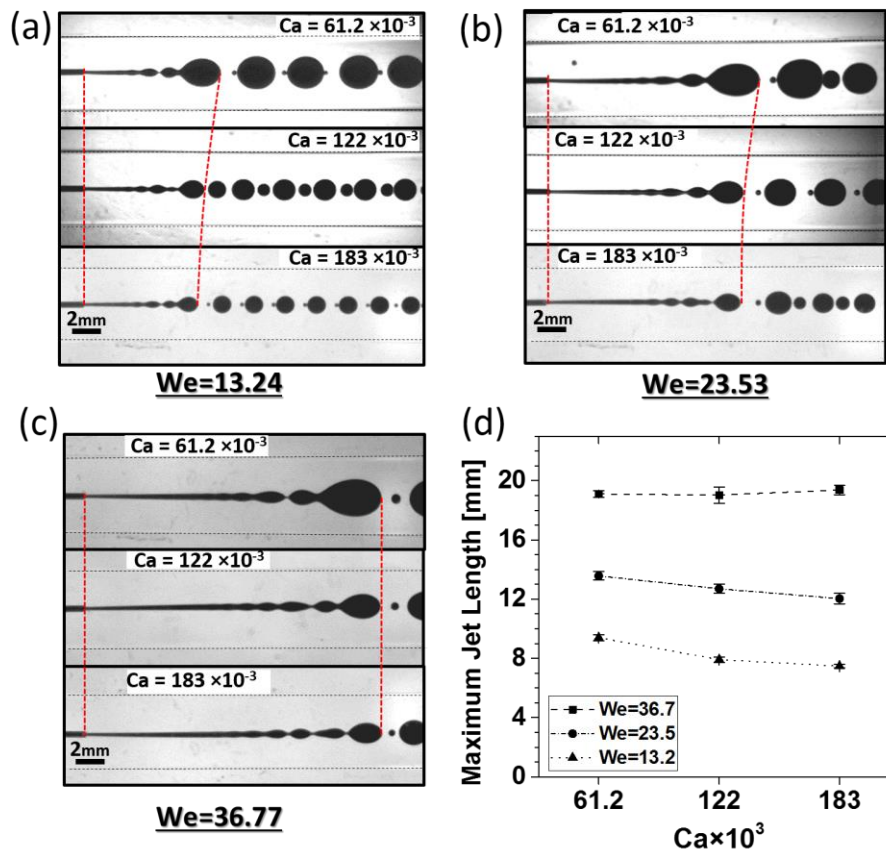 (a)
Ca = 61.2 ×10⁻³
Ca = 122 ×10⁻³
Ca = 183 ×10⁻³
2mm
We=13.24
(b)
Ca = 61.2 ×10⁻³
Ca = 122 ×10⁻³
Ca = 183 ×10⁻³
2mm
We=23.53
(c)
Ca = 61.2 ×10⁻³
Ca = 122 ×10⁻³
Ca = 183 ×10⁻³
2mm
We=36.77
(d)
Maximum Jet Length [mm]
20
16
12
8
4
0
We=36.7
We=23.5
We=13.2
61.2 122 183
Ca×10³